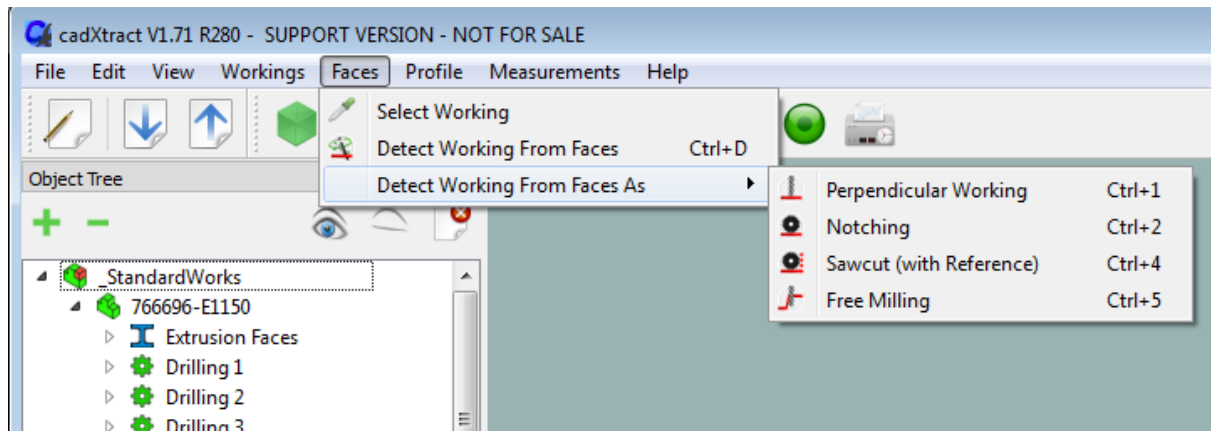 cadXtract V1.71 R280 - SUPPORT VERSION - NOT FOR SALE
File Edit View Workings Faces Profile Measurements Help
Select Working
Detect Working From Faces Ctrl+D
Detect Working From Faces As
Perpendicular Working Ctrl+1
Notching Ctrl+2
Sawcut (with Reference) Ctrl+4
Free Milling Ctrl+5
Object Tree
_StandardWorks
766696-E1150
Extrusion Faces
Drilling 1
Drilling 2
Drilling 3